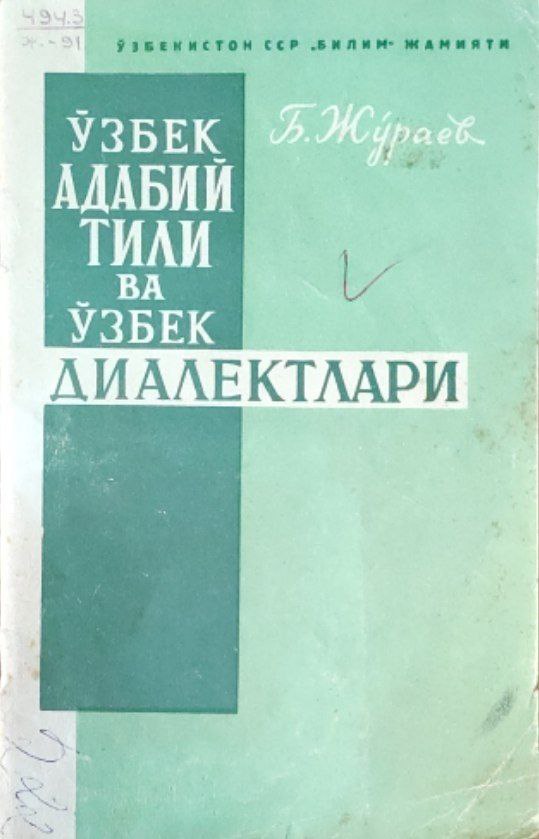 494.3
Ж-91
ЎЗБЕКИСТОН ССР „БИЛИМ“ ЖАМИЯТИ
Б. Жўраев
ЎЗБЕК
АДАБИЙ
ТИЛИ
ВА
ЎЗБЕК
ДИАЛЕКТЛАРИ